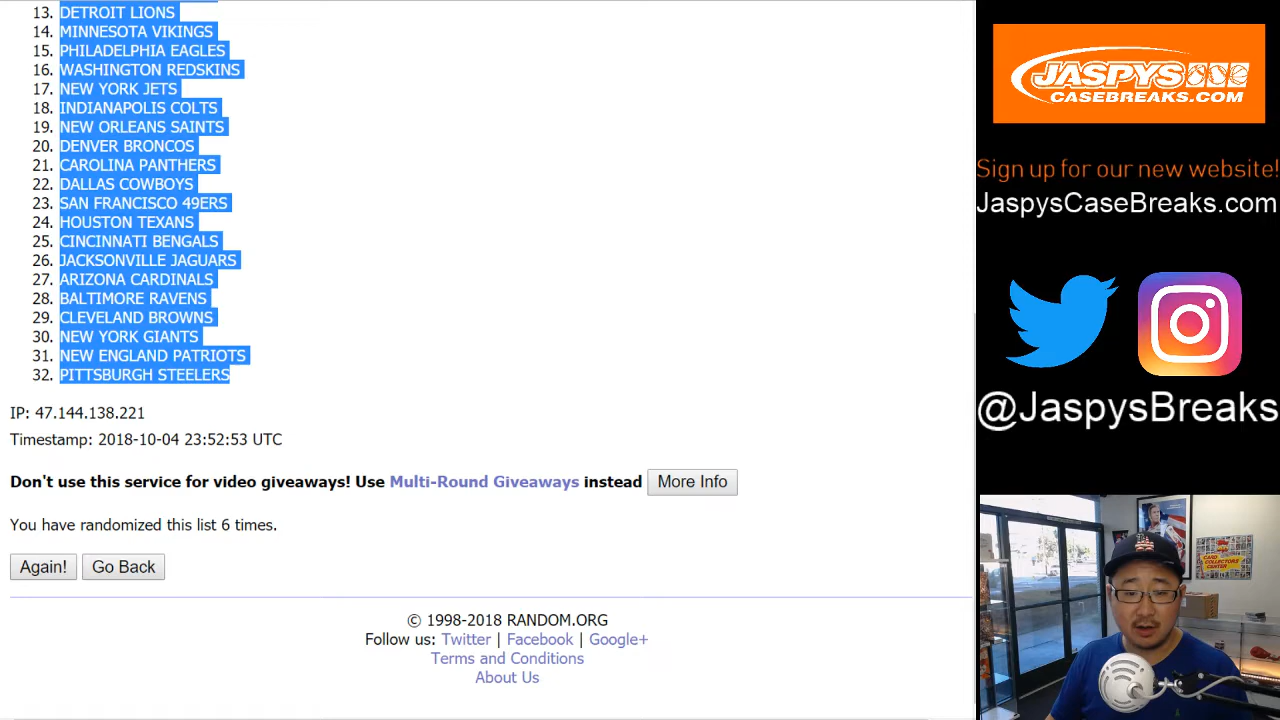 13. DETROIT LIONS
14. MINNESOTA VIKINGS
15. PHILADELPHIA EAGLES
16. WASHINGTON REDSKINS
17. NEW YORK JETS
18. INDIANAPOLIS COLTS
19. NEW ORLEANS SAINTS
20. DENVER BRONCOS
21. CAROLINA PANTHERS
22. DALLAS COWBOYS
23. SAN FRANCISCO 49ERS
24. HOUSTON TEXANS
25. CINCINNATI BENGALS
26. JACKSONVILLE JAGUARS
27. ARIZONA CARDINALS
28. BALTIMORE RAVENS
29. CLEVELAND BROWNS
30. NEW YORK GIANTS
31. NEW ENGLAND PATRIOTS
32. PITTSBURGH STEELERS
IP: 47.144.138.221
Timestamp: 2018-10-04 23:52:53 UTC
Don't use this service for video giveaways! Use Multi-Round Giveaways instead More Info
You have randomized this list 6 times.
Again! Go Back
© 1998-2018 RANDOM.ORG
Follow us: Twitter | Facebook | Google+
Terms and Conditions
About Us
JASPYS
CASEBREAKS.COM
Sign up for our new website!
JaspysCaseBreaks.com
@JaspysBreaks
CARD
COLLECTORS
CENTER